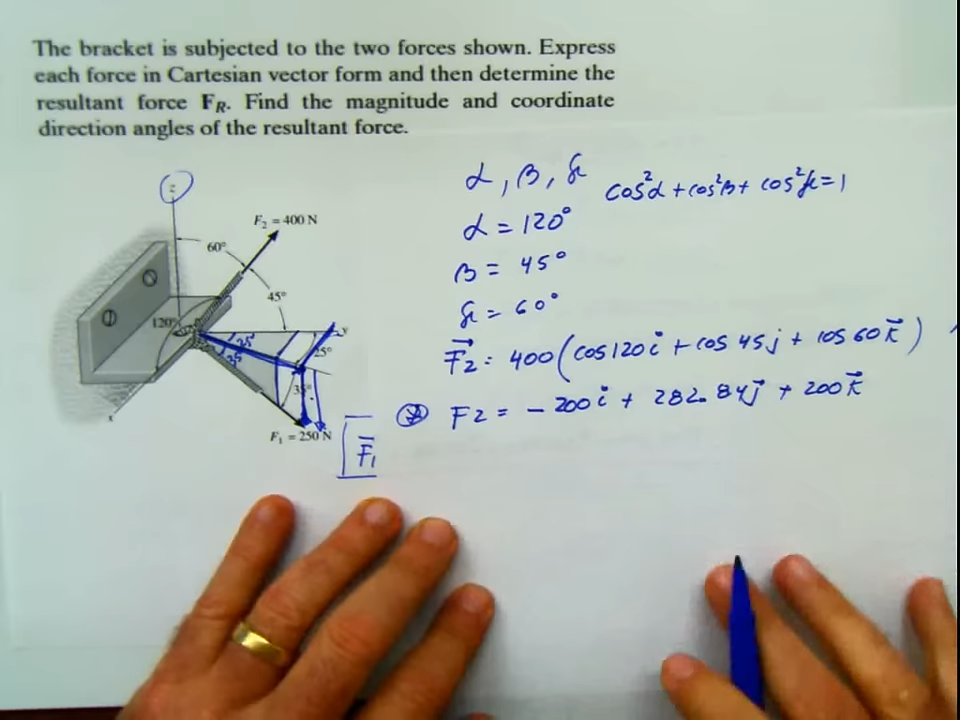 The bracket is subjected to the two forces shown. Express
each force in Cartesian vector form and then determine the
resultant force F_R. Find the magnitude and coordinate
direction angles of the resultant force.
z
F₂ = 400 N
60°
45°
120°
y
25°
25°
35°
35°
x
F₁ = 250 N
F⃗₁
α, β, γ cos²α + cos²β + cos²γ = 1
α = 120°
β = 45°
γ = 60°
F⃗₂ = 400 (cos 120 i + cos 45 j + cos 60 k⃗)
F2 = - 200 i + 282.84 j⃗ + 200 k⃗